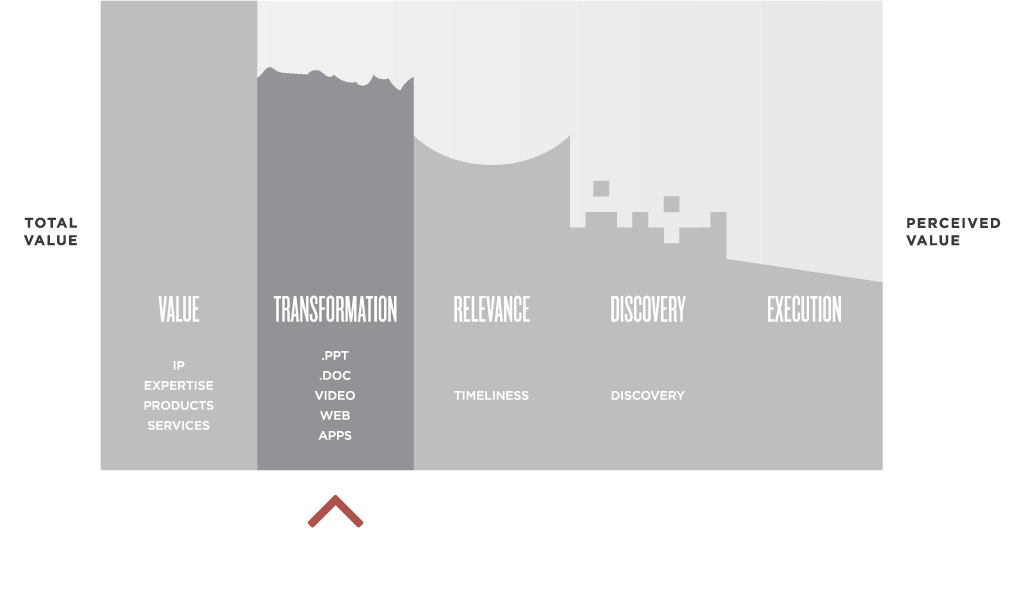 TOTAL
VALUE
PERCEIVED
VALUE
VALUE
IP
EXPERTISE
PRODUCTS
SERVICES
TRANSFORMATION
.PPT
.DOC
VIDEO
WEB
APPS
RELEVANCE
TIMELINESS
DISCOVERY
DISCOVERY
EXECUTION